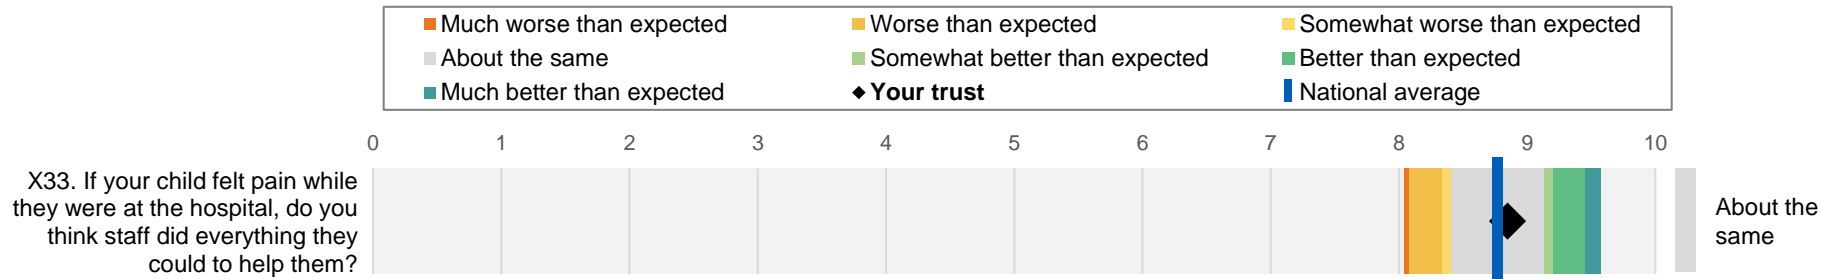 Much worse than expected
Worse than expected
Somewhat worse than expected
About the same
Somewhat better than expected
Better than expected
Much better than expected
Your trust
National average
0 1 2 3 4 5 6 7 8 9 10
X33. If your child felt pain while
they were at the hospital, do you
think staff did everything they
could to help them?
About the
same